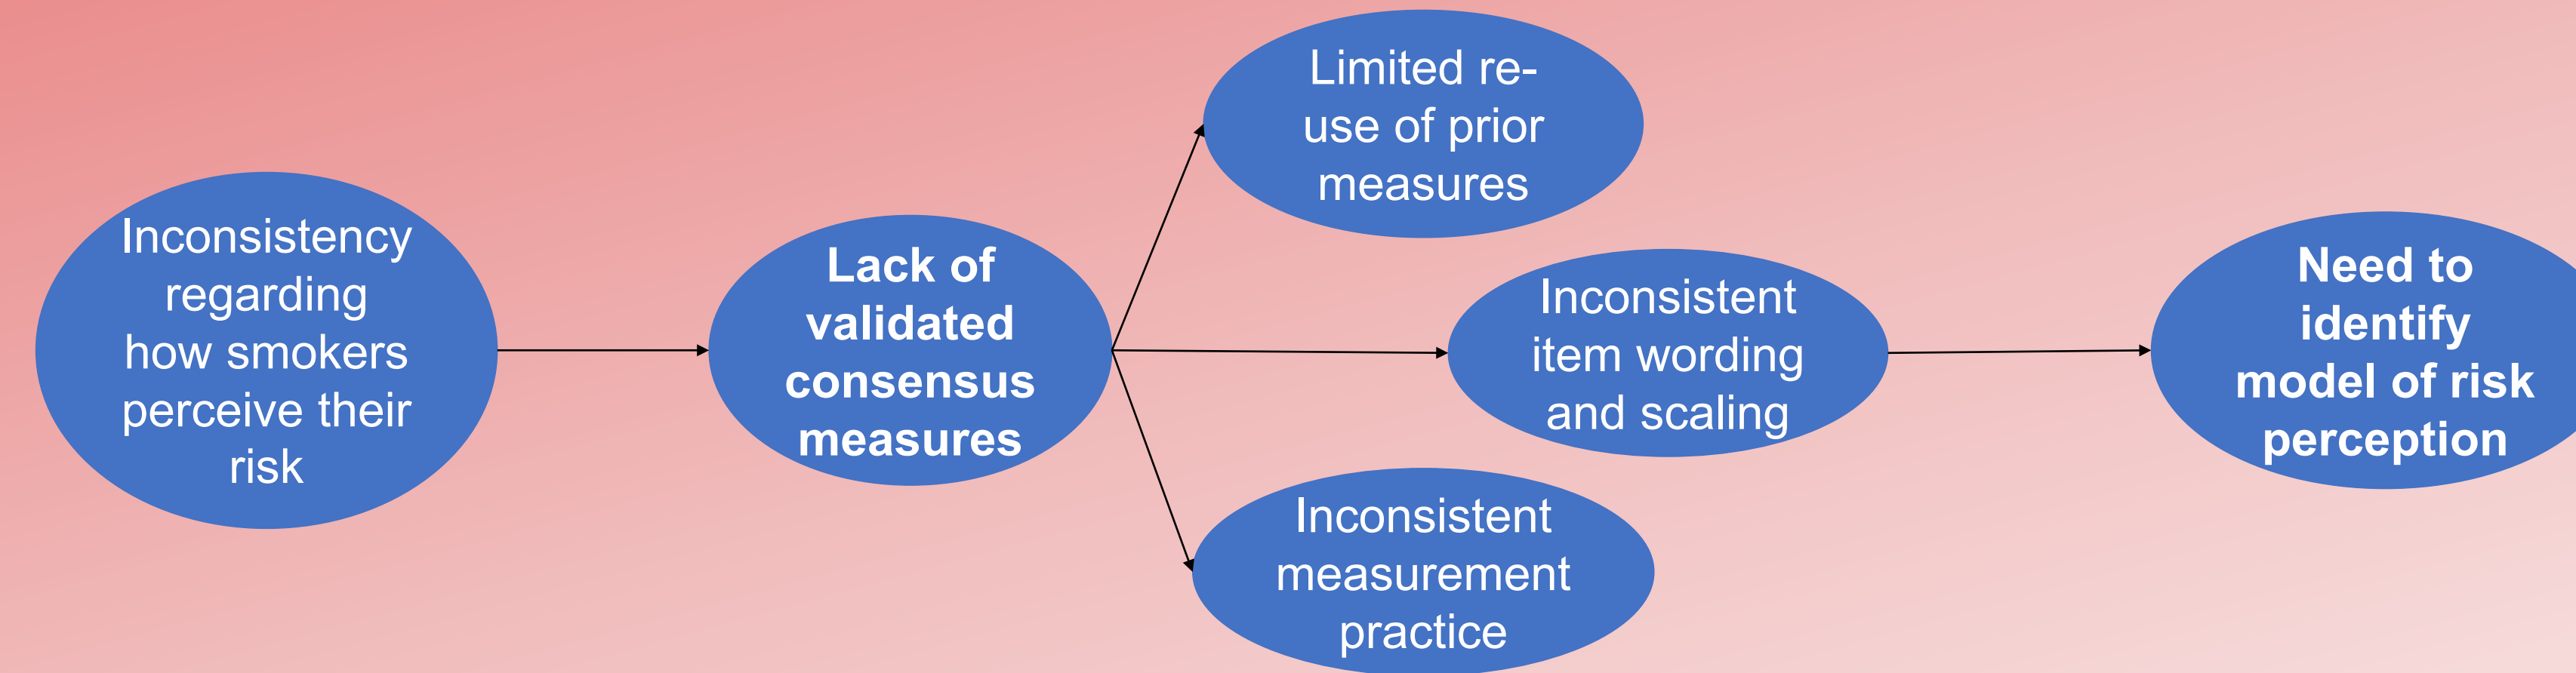 Inconsistency
regarding
how smokers
perceive their
risk
Lack of
validated
consensus
measures
Limited re-
use of prior
measures
Inconsistent
item wording
and scaling
Inconsistent
measurement
practice
Need to
identify
model of risk
perception